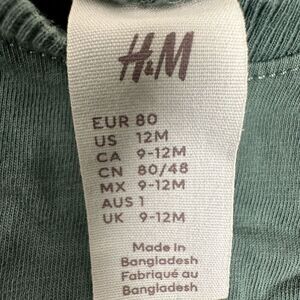 H&M
EUR 80
US 12M
CA 9-12M
CN 80/48
MX 9-12M
AUS 1
UK 9-12M
Made in
Bangladesh
Fabriqué au
Bangladesh